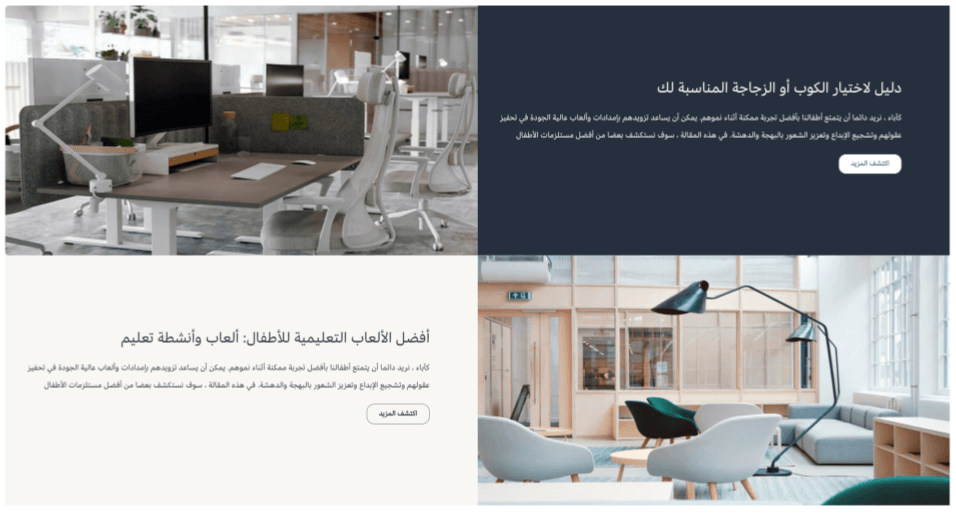 دليل لاختيار الكوب أو الزجاجة المناسبة لك
كآباء ، نريد دائما أن يتمتع أطفالنا بأفضل تجربة ممكنة أثناء نموهم. يمكن أن يساعد تزويدهم بإمدادات وألعاب عالية الجودة في تحفيز
عقولهم وتشجيع الإبداع وتعزيز الشعور بالبهجة والدهشة. في هذه المقالة ، سوف نستكشف بعضا من أفضل مستلزمات الأطفال
اكتشف المزيد
أفضل الألعاب التعليمية للأطفال: ألعاب وأنشطة تعليم
كآباء ، نريد دائما أن يتمتع أطفالنا بأفضل تجربة ممكنة أثناء نموهم. يمكن أن يساعد تزويدهم بإمدادات وألعاب عالية الجودة في تحفيز
عقولهم وتشجيع الإبداع وتعزيز الشعور بالبهجة والدهشة. في هذه المقالة ، سوف نستكشف بعضا من أفضل مستلزمات الأطفال
اكتشف المزيد